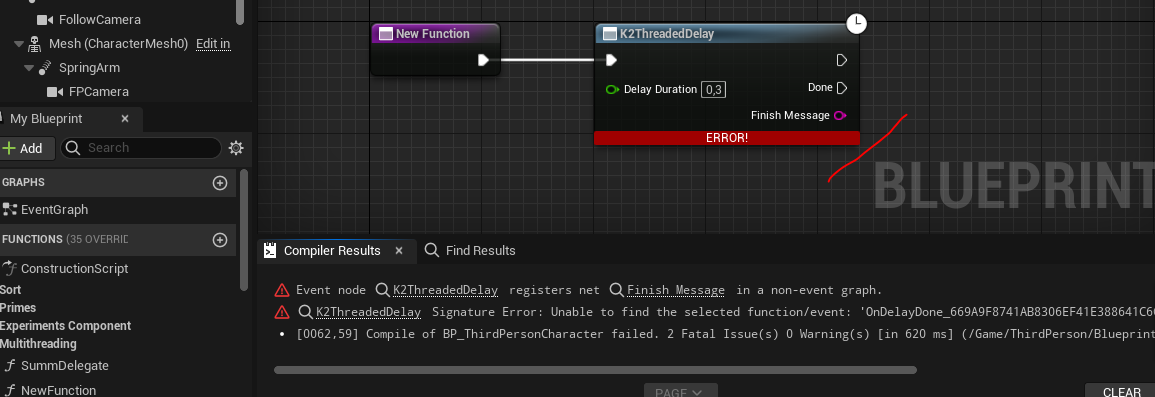 FollowCamera
Mesh (CharacterMesh0) Edit in
SpringArm
FPCamera
My Blueprint ×
+ Add Search
GRAPHS
EventGraph
FUNCTIONS (35 OVERRID
ConstructionScript
Sort
Primes
Experiments Component
Multithreading
SummDelegate
NewFunction
New Function
K2ThreadedDelay
Delay Duration 0,3
Done
Finish Message
ERROR!
BLUEPRINT
Compiler Results × Find Results
Event node K2ThreadedDelay registers net Finish Message in a non-event graph.
K2ThreadedDelay Signature Error: Unable to find the selected function/event: 'OnDelayDone_669A9F8741AB8306EF41E388641C6
• [0062,59] Compile of BP_ThirdPersonCharacter failed. 2 Fatal Issue(s) 0 Warning(s) [in 620 ms] (/Game/ThirdPerson/Blueprint
PAGE
CLEAR